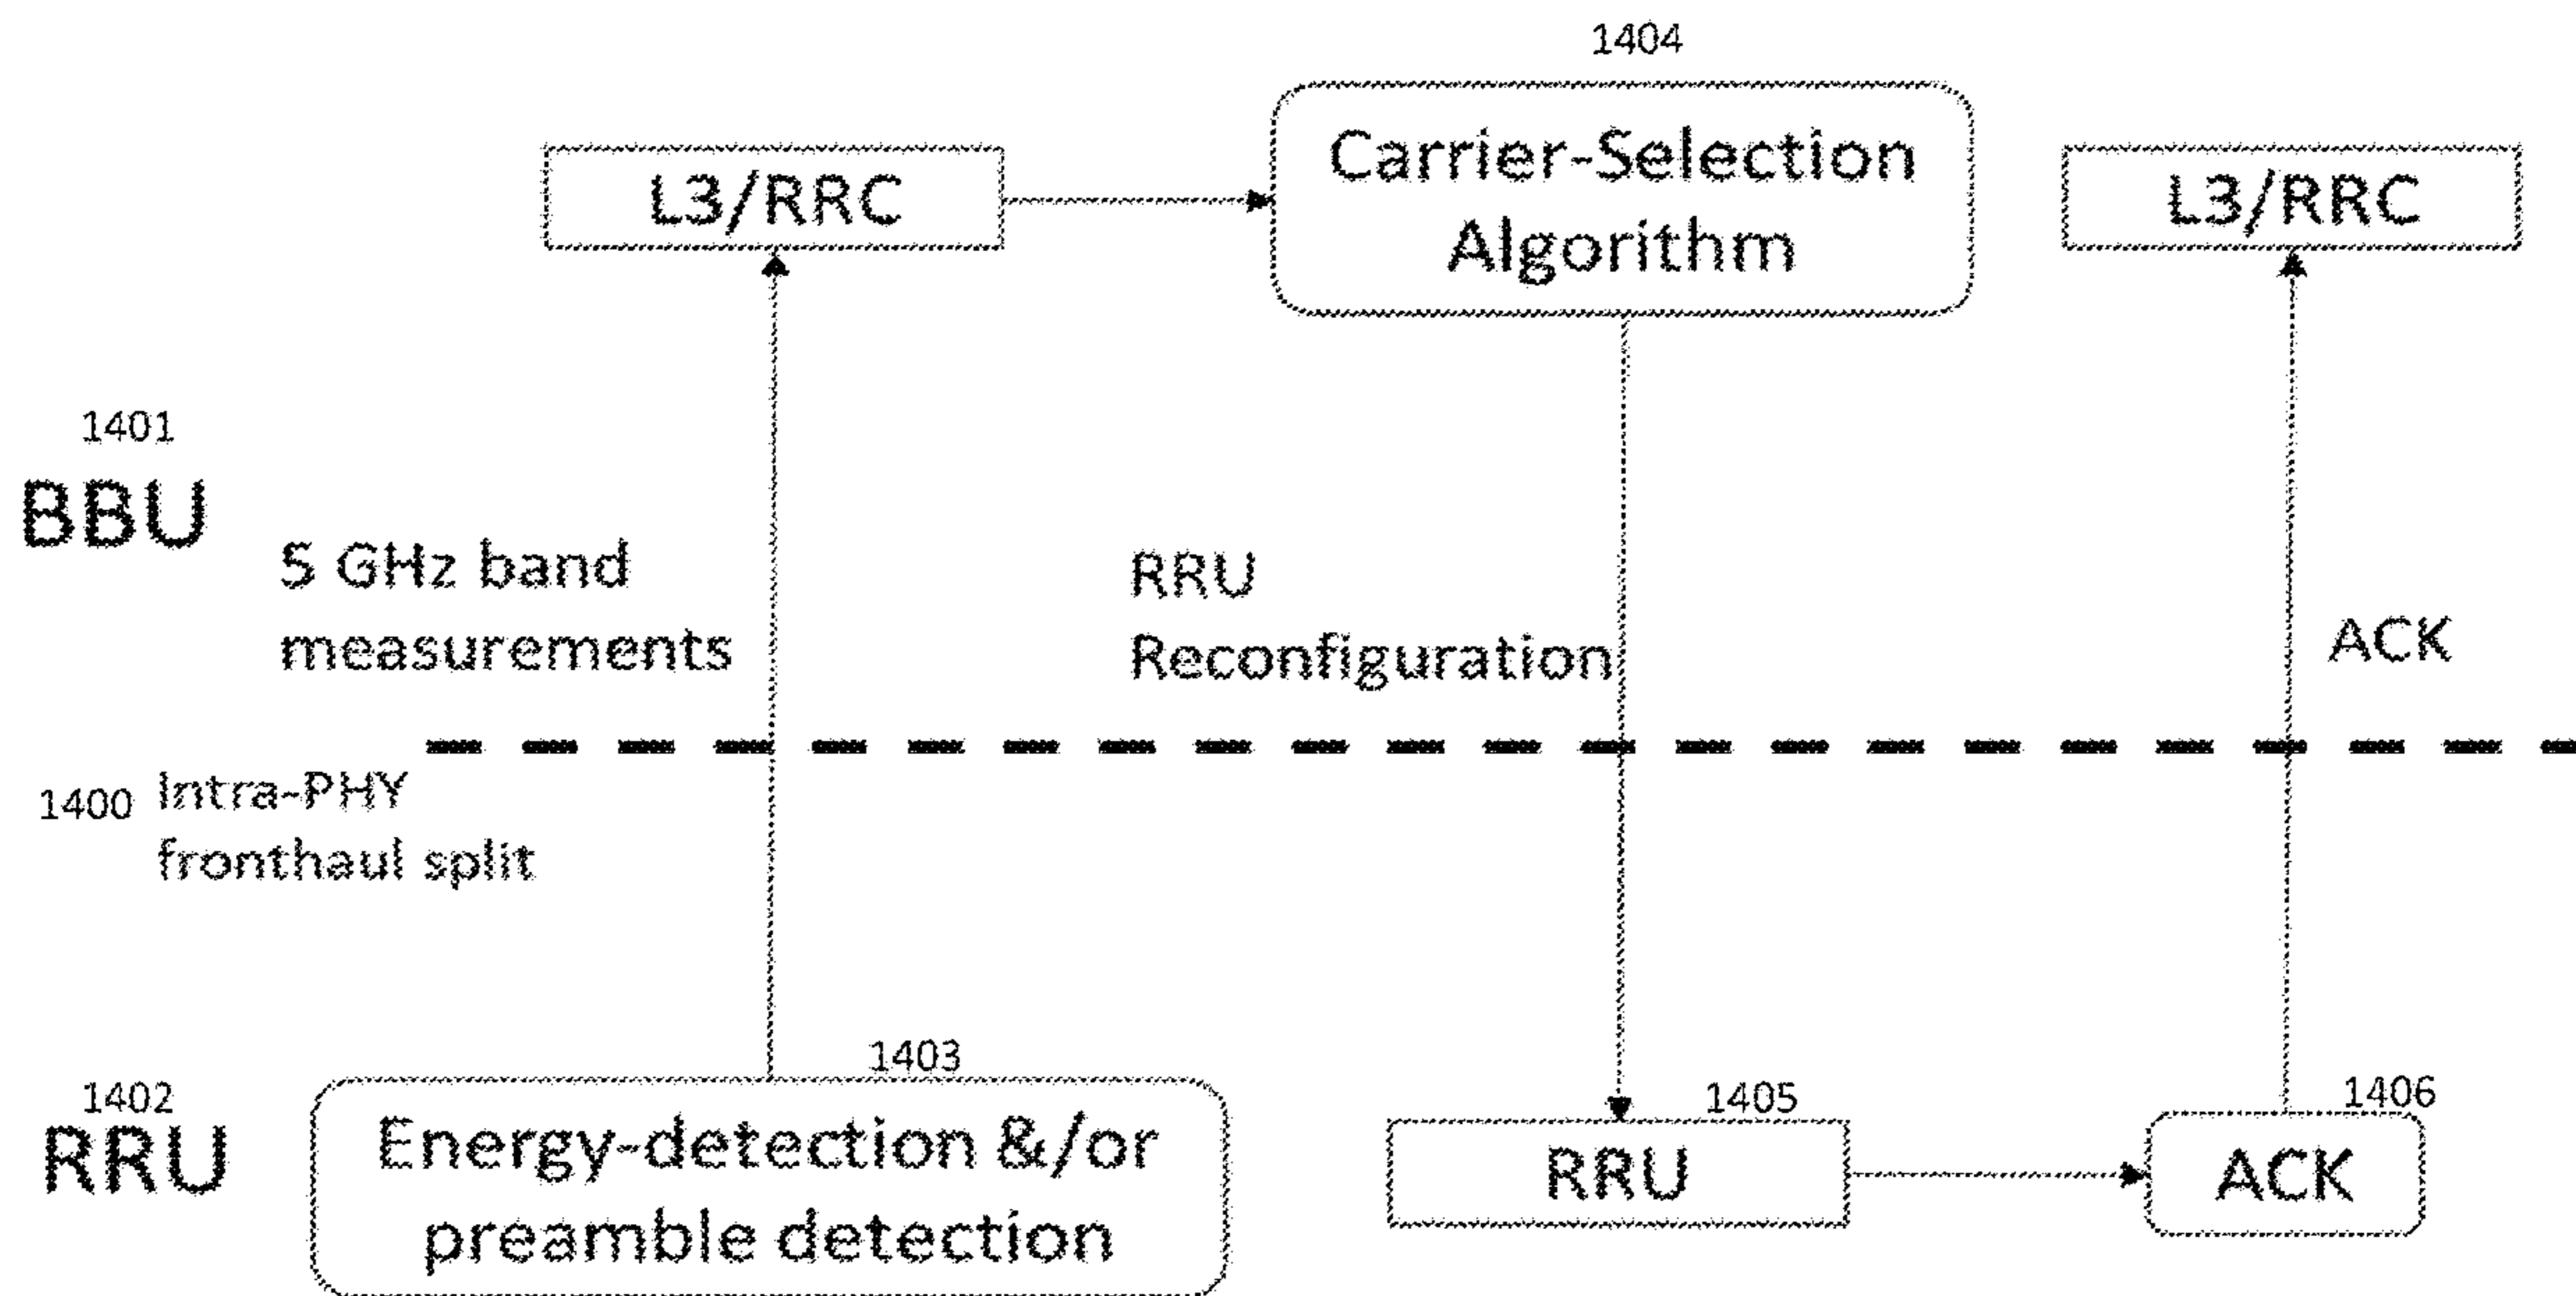 1404
L3/RRC
Carrier-Selection
Algorithm
L3/RRC
1401
BBU
5 GHz band
measurements
RRU
Reconfiguration
ACK
1400
Intra-PHY
fronthaul split
1402
RRU
1403
Energy-detection &/or
preamble detection
1405
RRU
1406
ACK